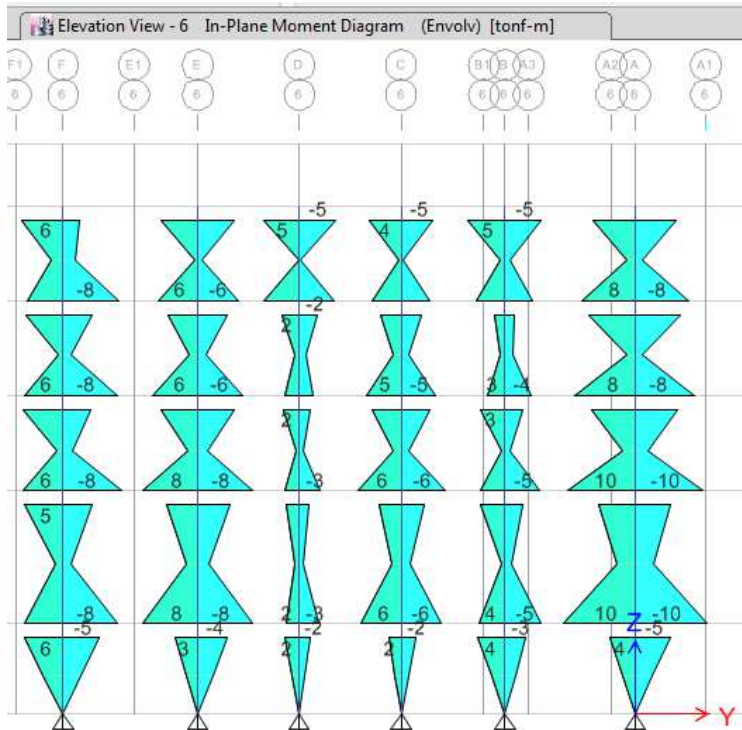 Elevation View - 6 In-Plane Moment Diagram (Envolv) [tonf-m]
F1 F E1 E D C B1 B A3 A2 A A1
6 6 6 6 6 6 6 6 6 6 6 6
-5 -5 -5
6 5 4 5
-8 6 -6 8 -8
-2
2
6 -8 6 -6 5 -5 3 -4 8 -8
2 3
6 -8 8 -8 -3 6 -6 -5 10 -10
5
-8 8 -8 2 -3 6 -6 4 -5 10 -10
-5 -4 -2 -2 -3 Z -5
6 3 2 2 4 4
Y